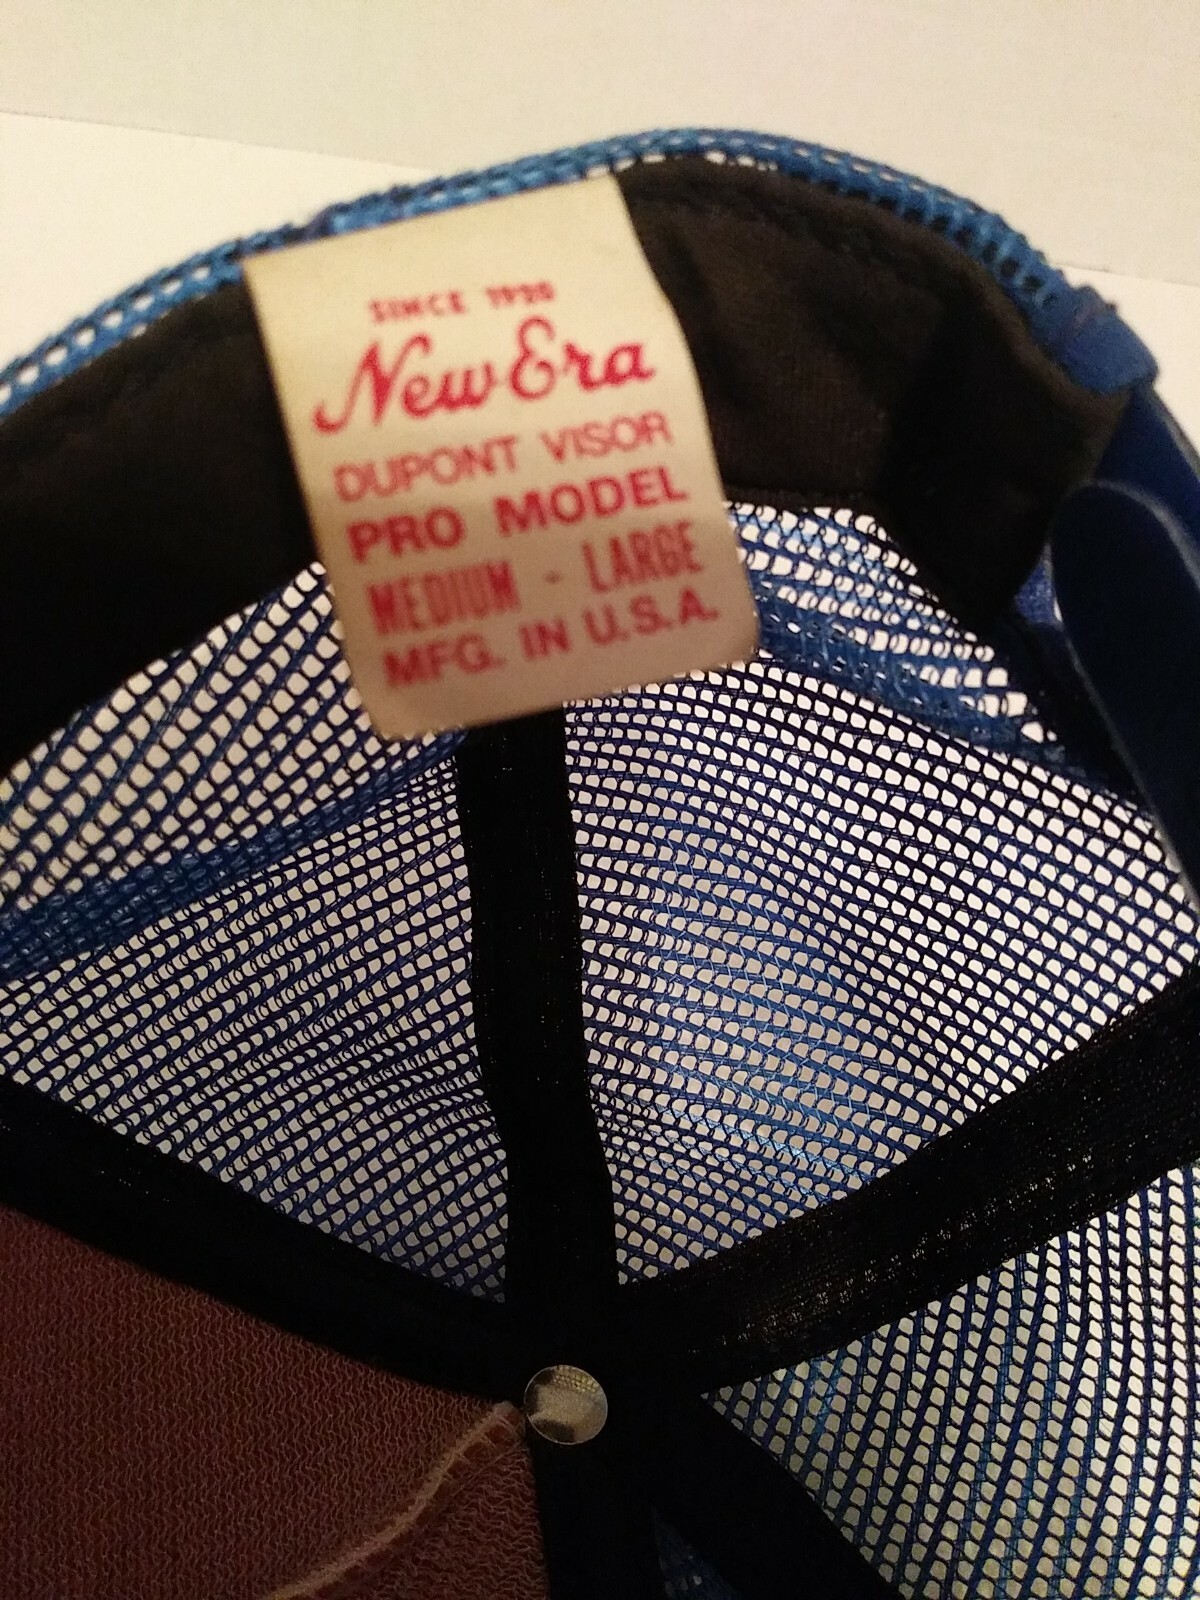 SINCE 1920
New Era
DUPONT VISOR
PRO MODEL
MEDIUM - LARGE
MFG. IN U.S.A.